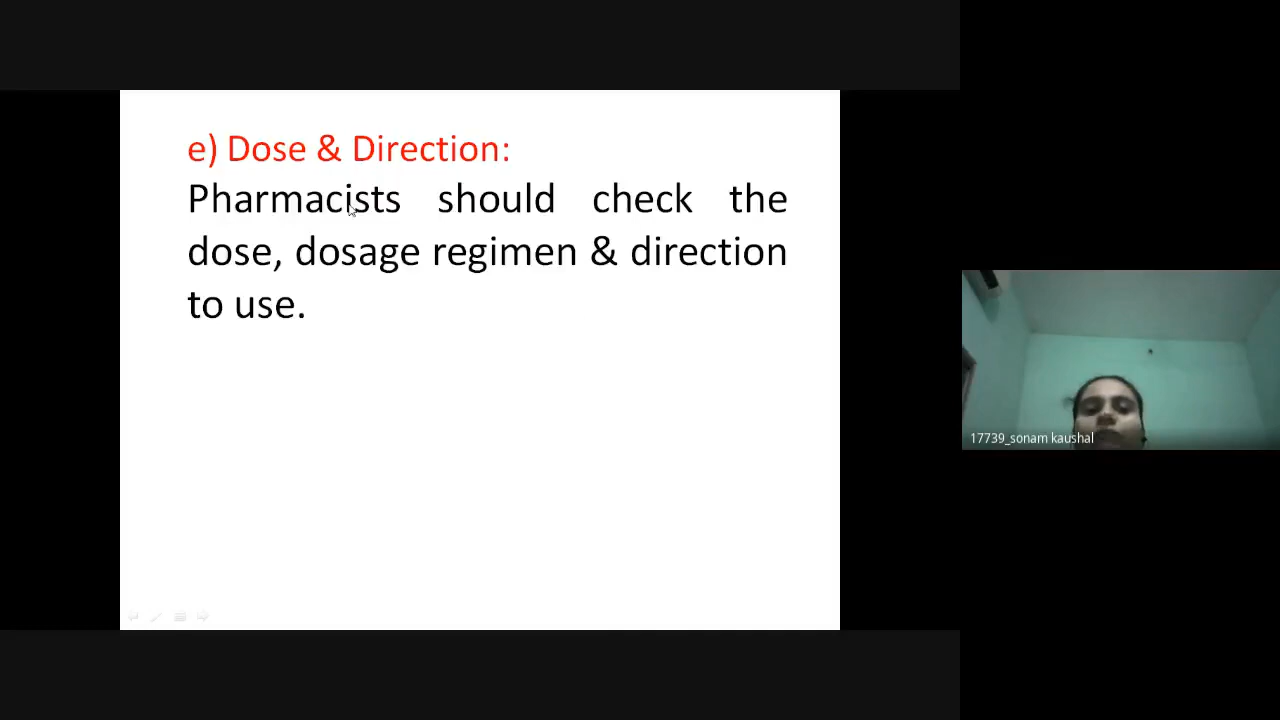 e) Dose & Direction:
Pharmacists should check the
dose, dosage regimen & direction
to use.
17739_sonam kaushal